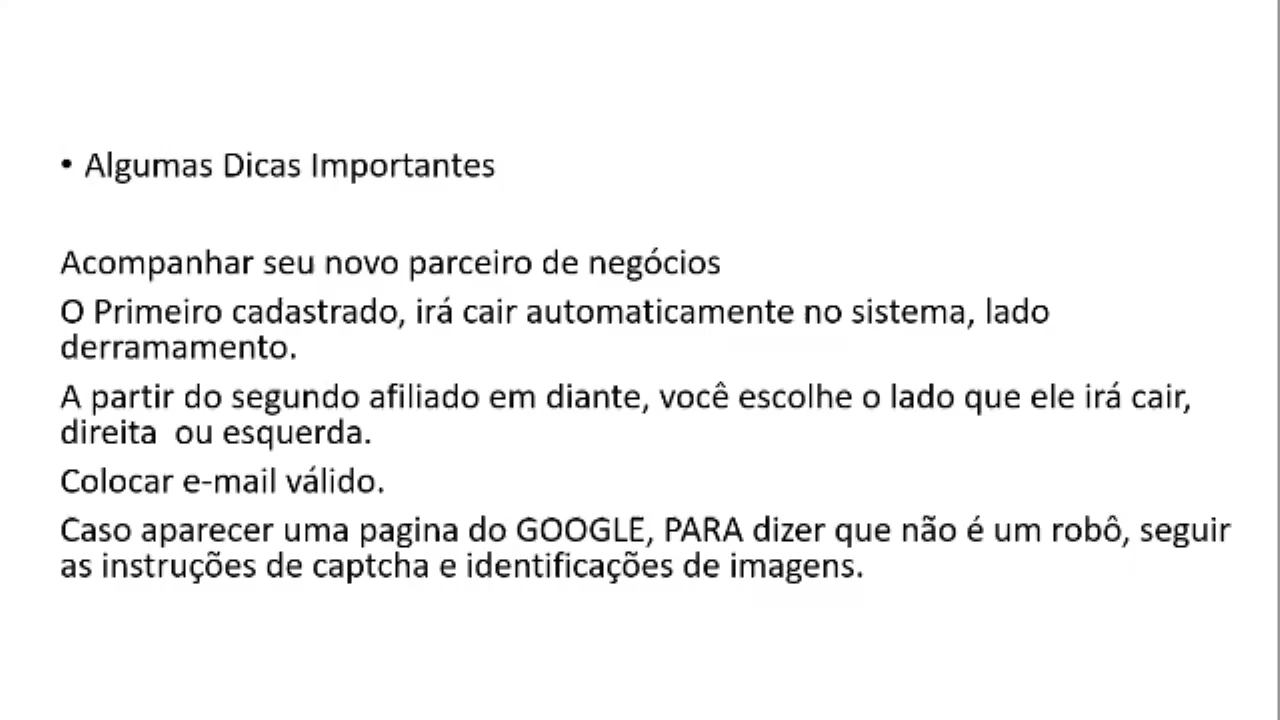 • Algumas Dicas Importantes
Acompanhar seu novo parceiro de negócios
O Primeiro cadastrado, irá cair automaticamente no sistema, lado
derramamento.
A partir do segundo afiliado em diante, você escolhe o lado que ele irá cair,
direita  ou esquerda.
Colocar e-mail válido.
Caso aparecer uma pagina do GOOGLE, PARA dizer que não é um robô, seguir
as instruções de captcha e identificações de imagens.